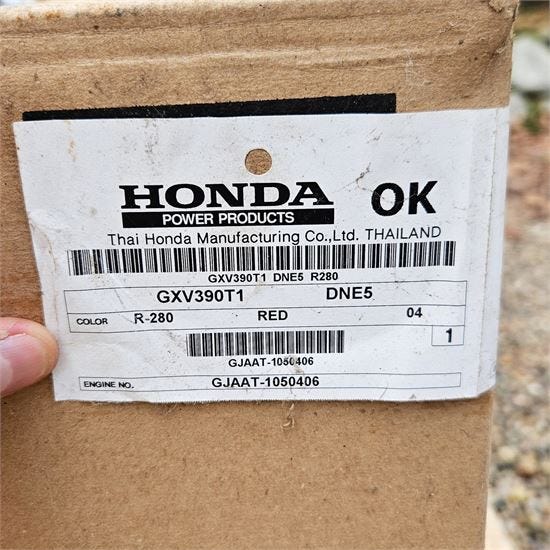 HONDA OK
POWER PRODUCTS
Thai Honda Manufacturing Co.,Ltd. THAILAND
GXV390T1 DNE5 R280
GXV390T1 DNE5
COLOR R-280 RED 04
1
GJAAT-1050406
ENGINE NO. GJAAT-1050406